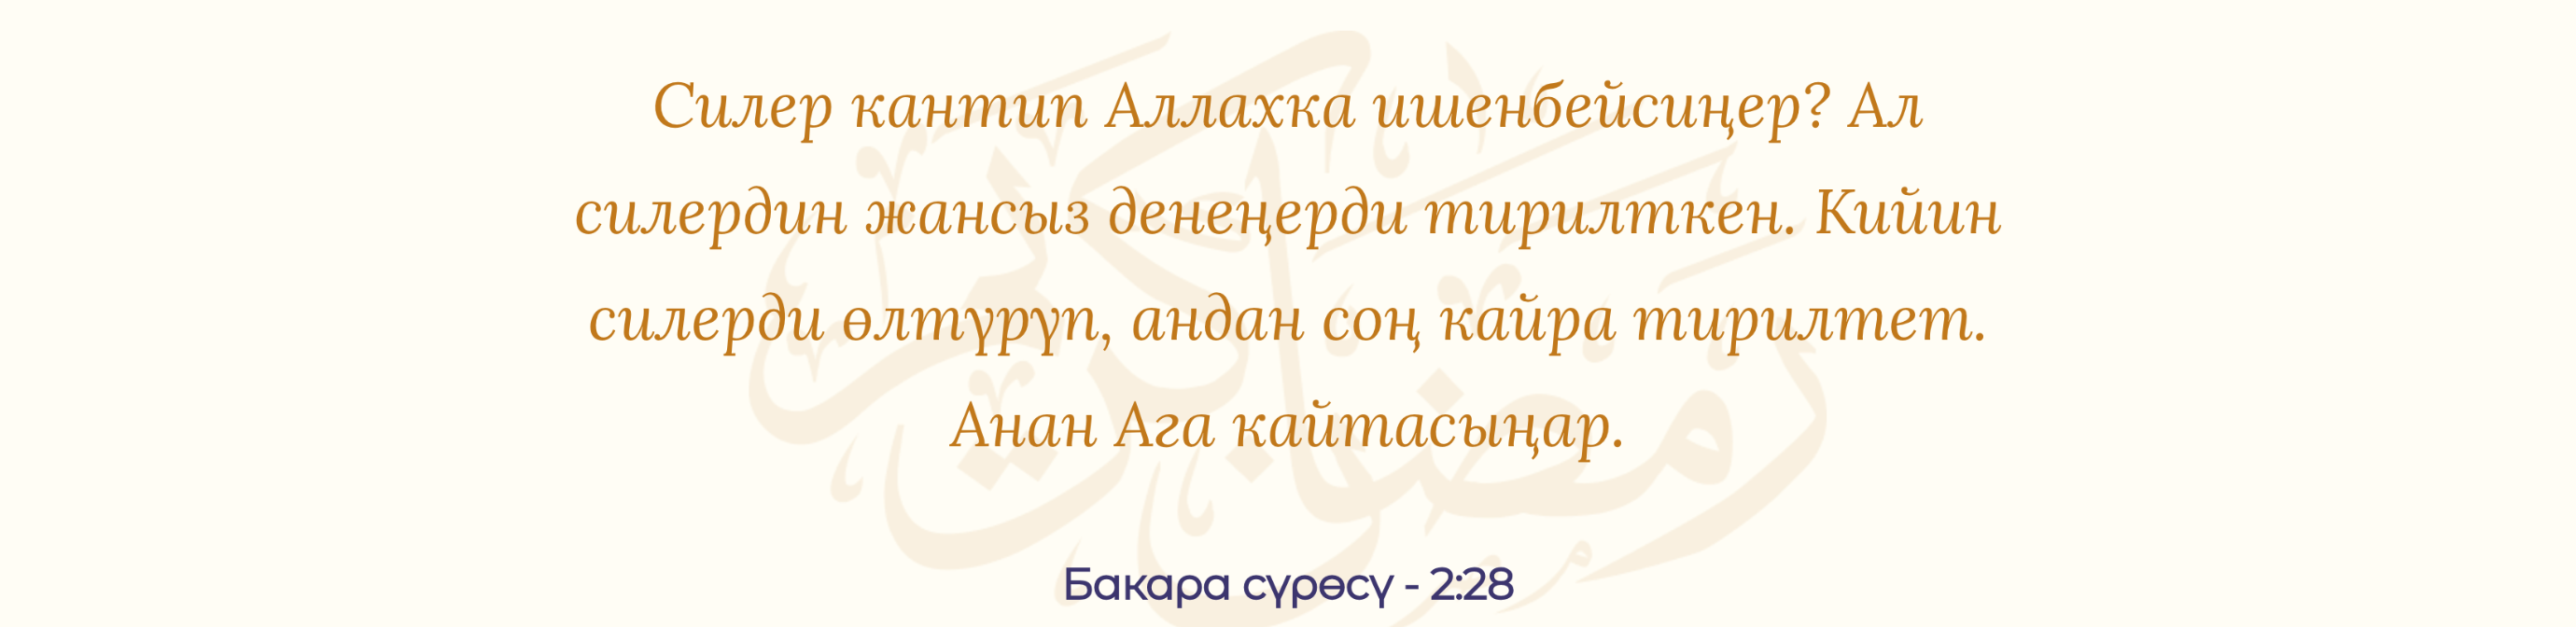 Силер кантип Аллахка ишенбейсиңер? Ал
силердин жансыз денеңерди тирилткен. Кийин
силерди өлтүрүп, андан соң кайра тирилтет.
Анан Ага кайтасыңар.
Бакара сүрөсү - 2:28